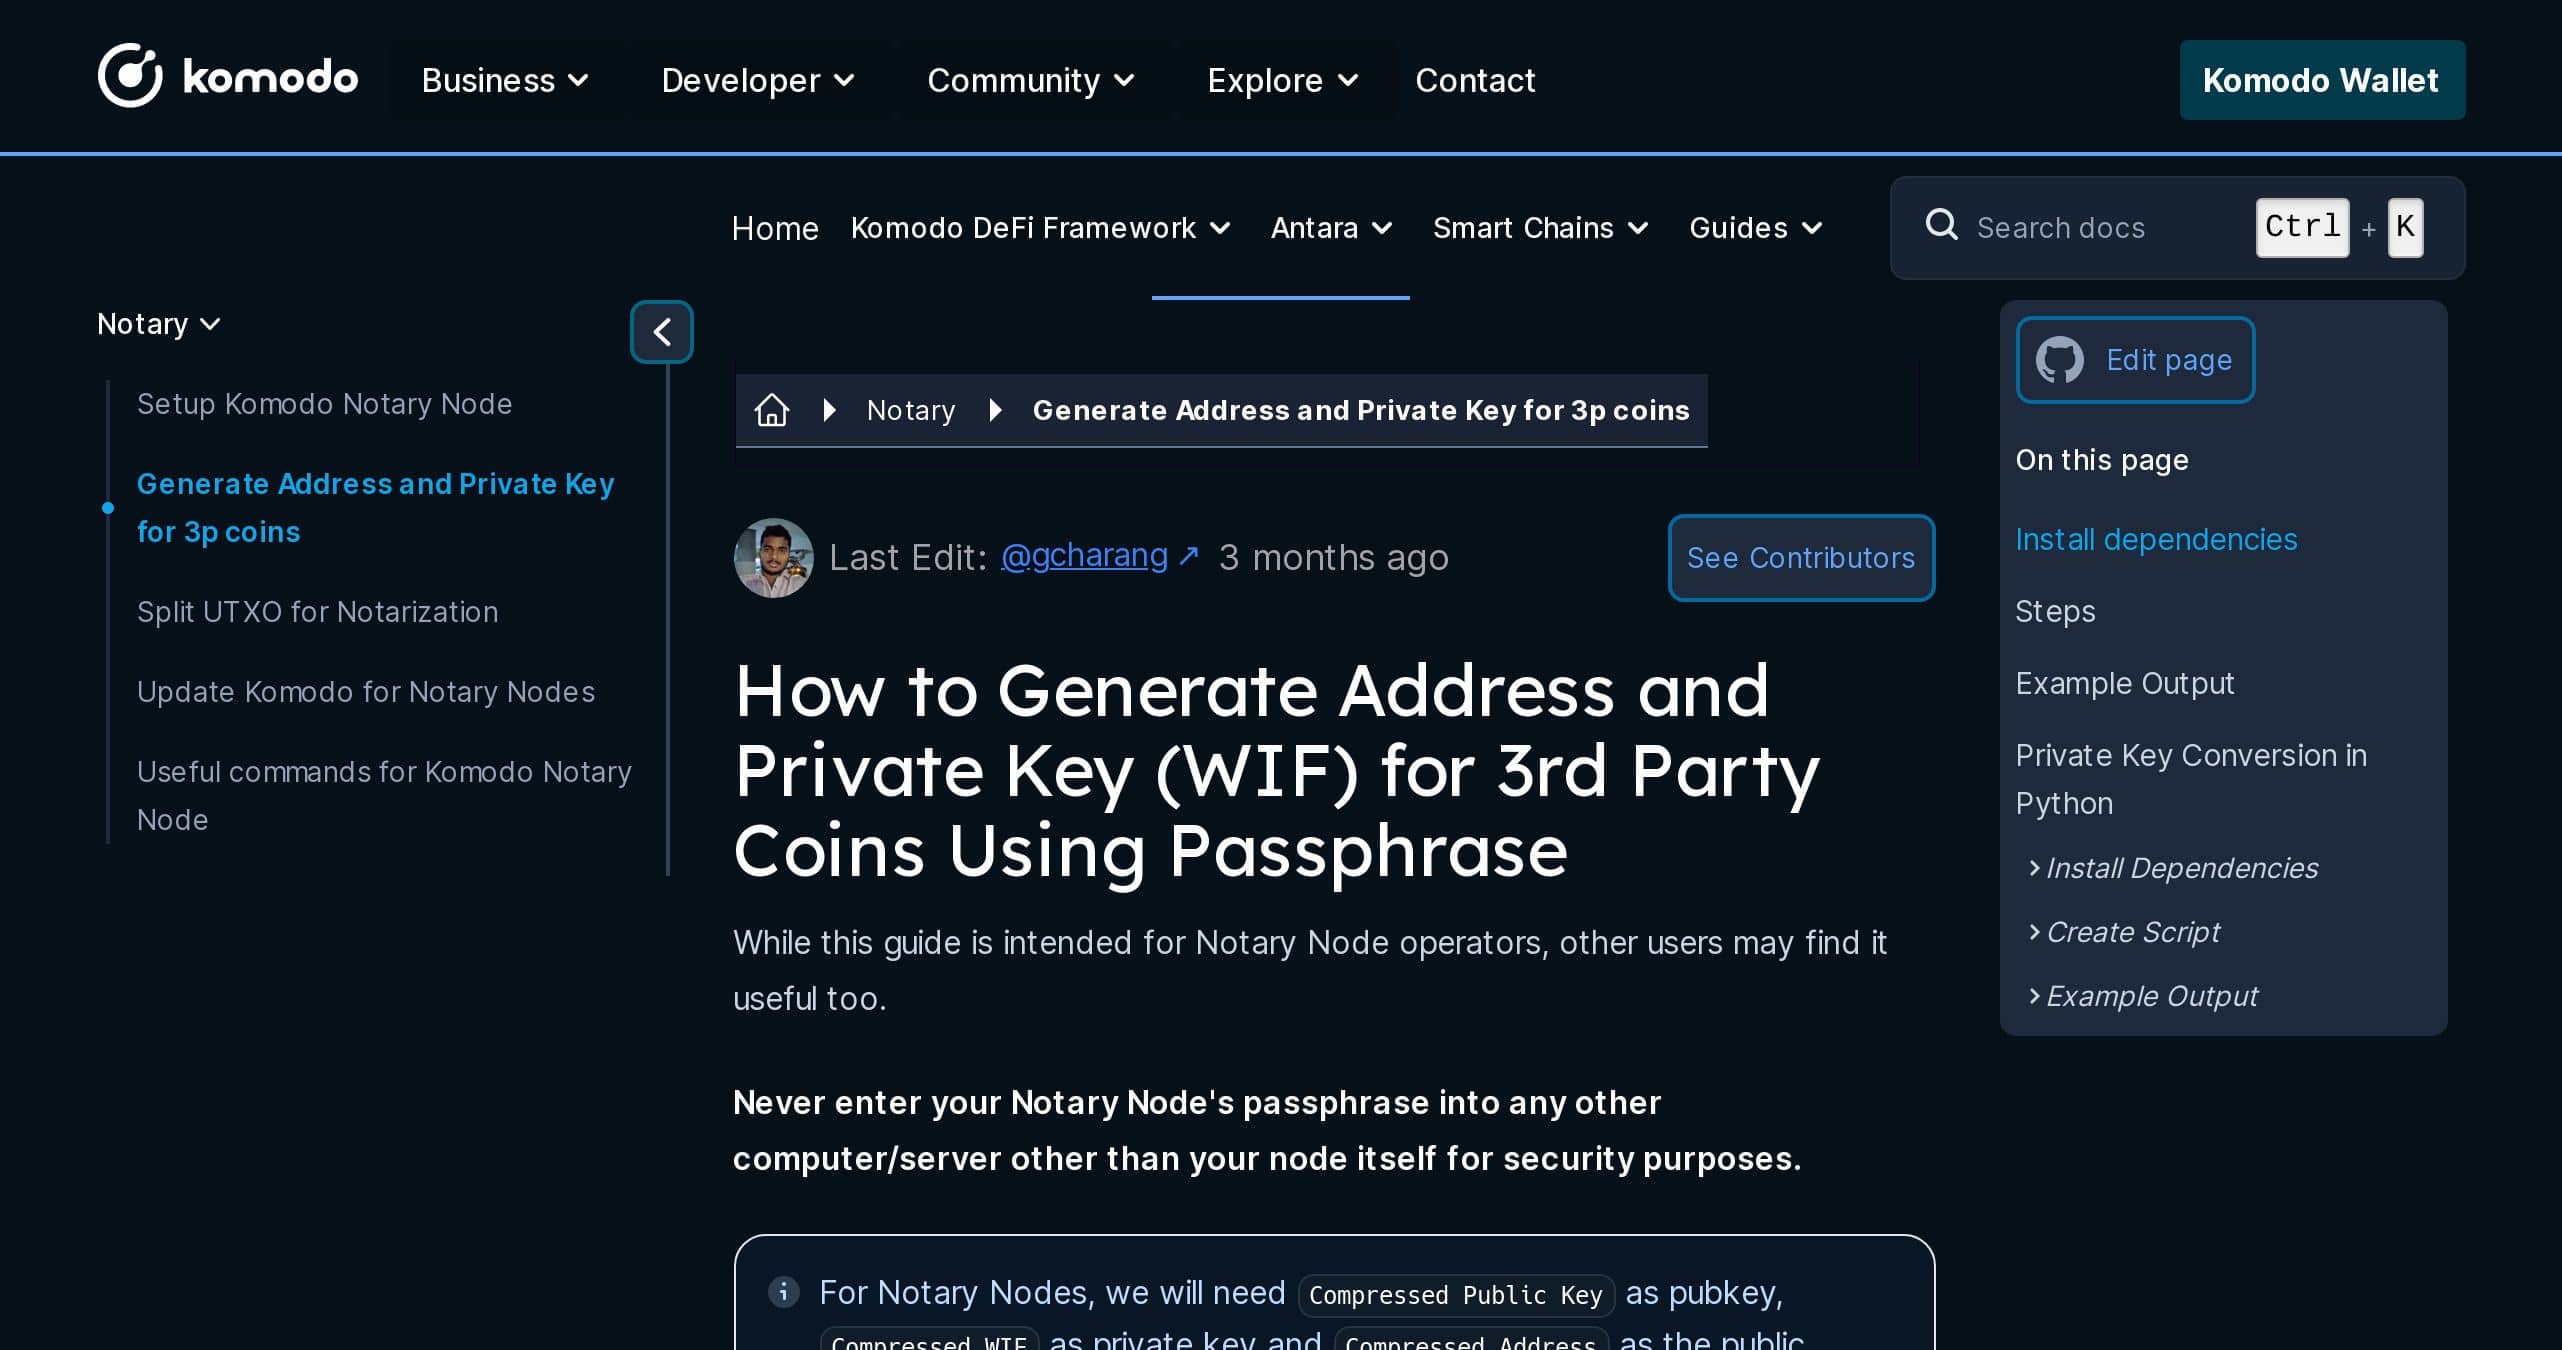 komodo
Business
Developer
Community
Explore
Contact
Komodo Wallet
Home
Komodo DeFi Framework
Antara
Smart Chains
Guides
Search docs
Ctrl + K
Notary
Setup Komodo Notary Node
Generate Address and Private Key
for 3p coins
Split UTXO for Notarization
Update Komodo for Notary Nodes
Useful commands for Komodo Notary
Node
Notary
Generate Address and Private Key for 3p coins
Last Edit: @gcharang ↗ 3 months ago
See Contributors
How to Generate Address and
Private Key (WIF) for 3rd Party
Coins Using Passphrase
While this guide is intended for Notary Node operators, other users may find it
useful too.
Never enter your Notary Node's passphrase into any other
computer/server other than your node itself for security purposes.
For Notary Nodes, we will need Compressed Public Key as pubkey,
Compressed WIF as private key and Compressed Address as the public
Edit page
On this page
Install dependencies
Steps
Example Output
Private Key Conversion in
Python
Install Dependencies
Create Script
Example Output